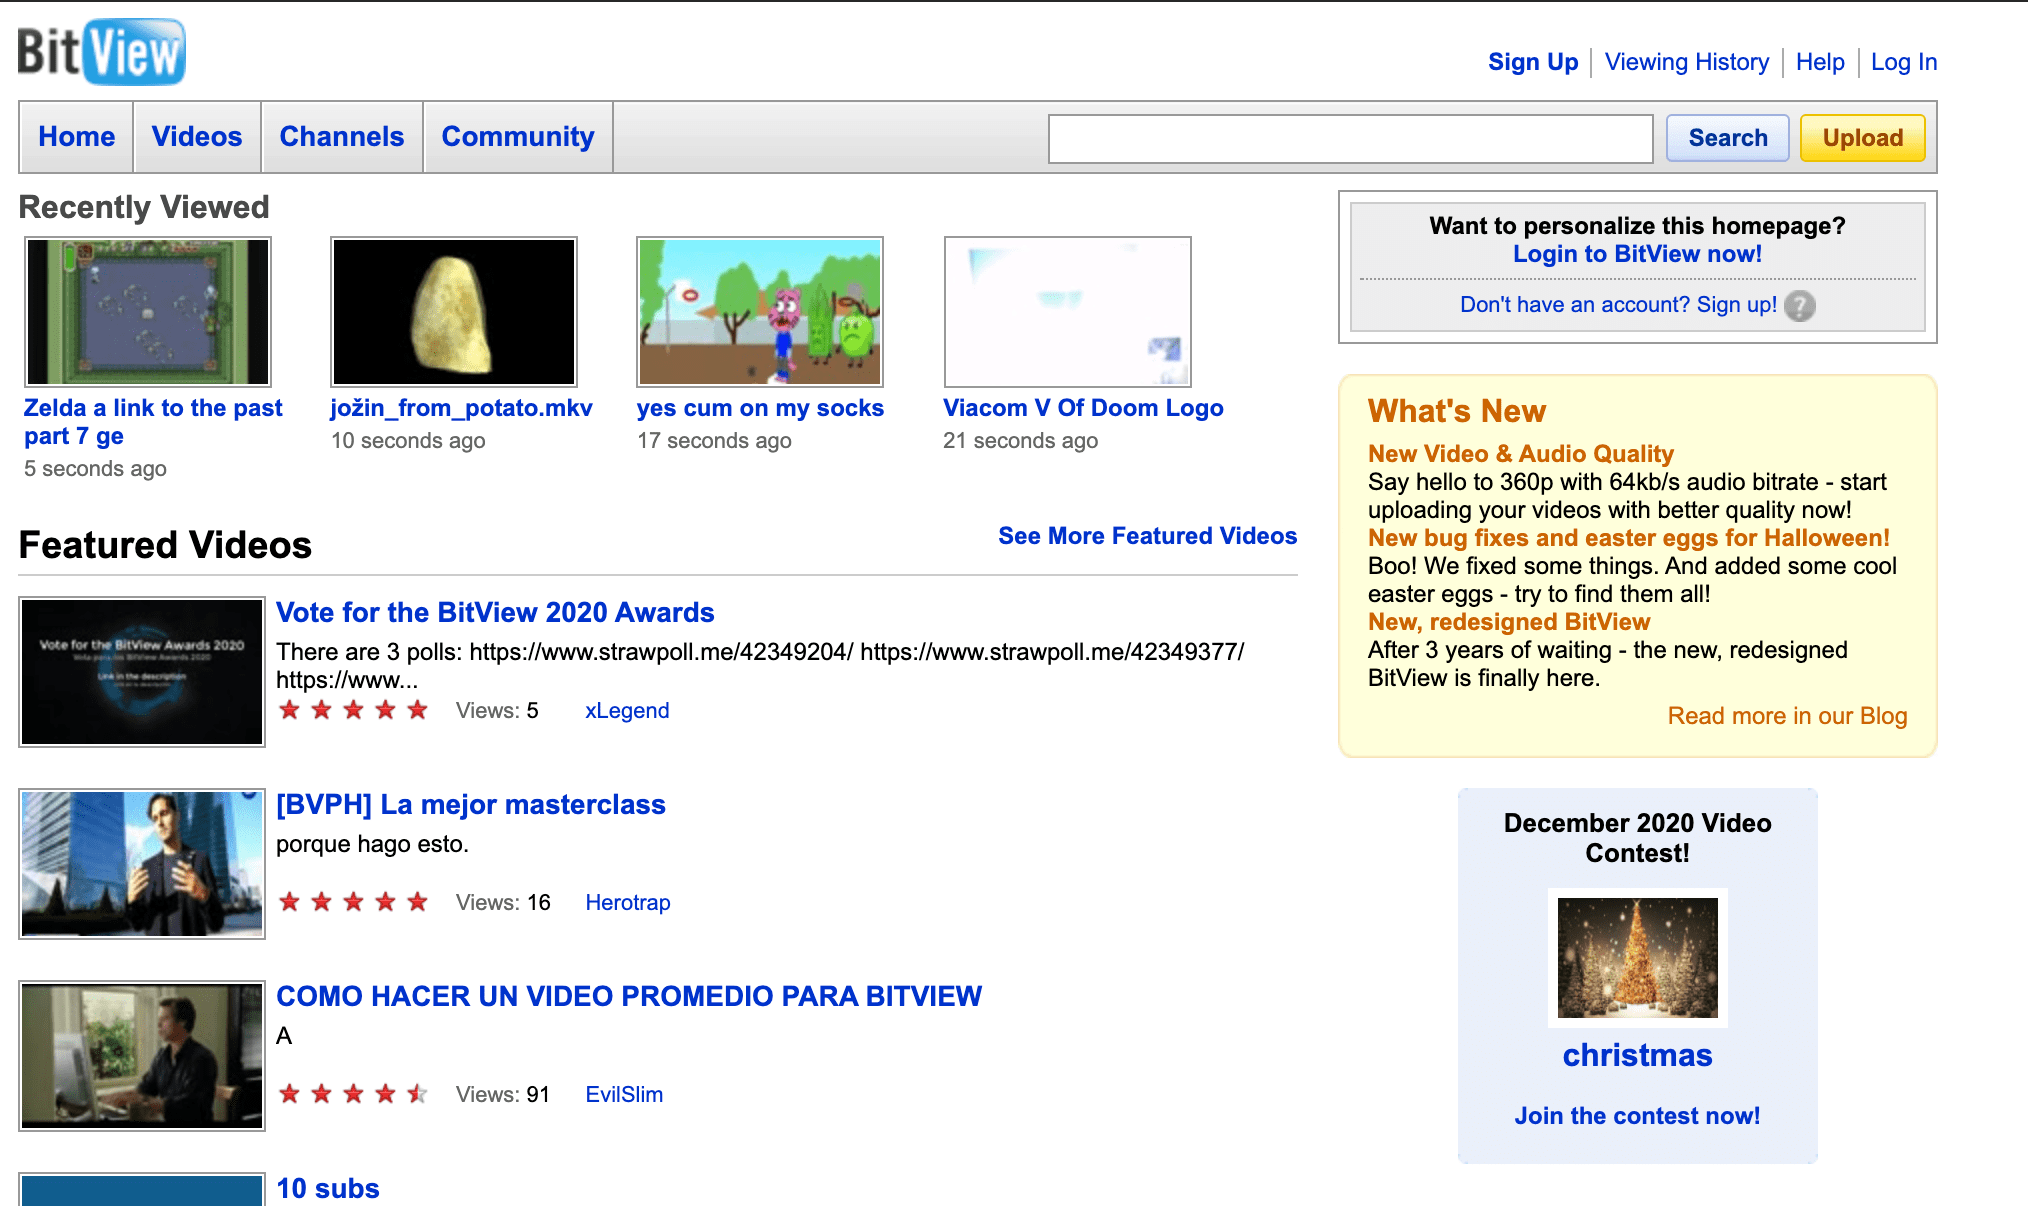 BitView
Sign Up
Viewing History
Help
Log In
Home
Videos
Channels
Community
Search
Upload
Recently Viewed
Zelda a link to the past
part 7 ge
5 seconds ago
jožin_from_potato.mkv
10 seconds ago
yes cum on my socks
17 seconds ago
Viacom V Of Doom Logo
21 seconds ago
Want to personalize this homepage?
Login to BitView now!
Don't have an account? Sign up!
?
What's New
New Video & Audio Quality
Say hello to 360p with 64kb/s audio bitrate - start
uploading your videos with better quality now!
New bug fixes and easter eggs for Halloween!
Boo! We fixed some things. And added some cool
easter eggs - try to find them all!
New, redesigned BitView
After 3 years of waiting - the new, redesigned
BitView is finally here.
Read more in our Blog
Featured Videos
See More Featured Videos
Vote for the BitView Awards 2020
Vota para los BitView Awards 2020
Link in the description
Vote for the BitView 2020 Awards
There are 3 polls: https://www.strawpoll.me/42349204/ https://www.strawpoll.me/42349377/
https://www...
Views: 5
xLegend
[BVPH] La mejor masterclass
porque hago esto.
Views: 16
Herotrap
COMO HACER UN VIDEO PROMEDIO PARA BITVIEW
A
Views: 91
EvilSlim
10 subs
December 2020 Video
Contest!
christmas
Join the contest now!